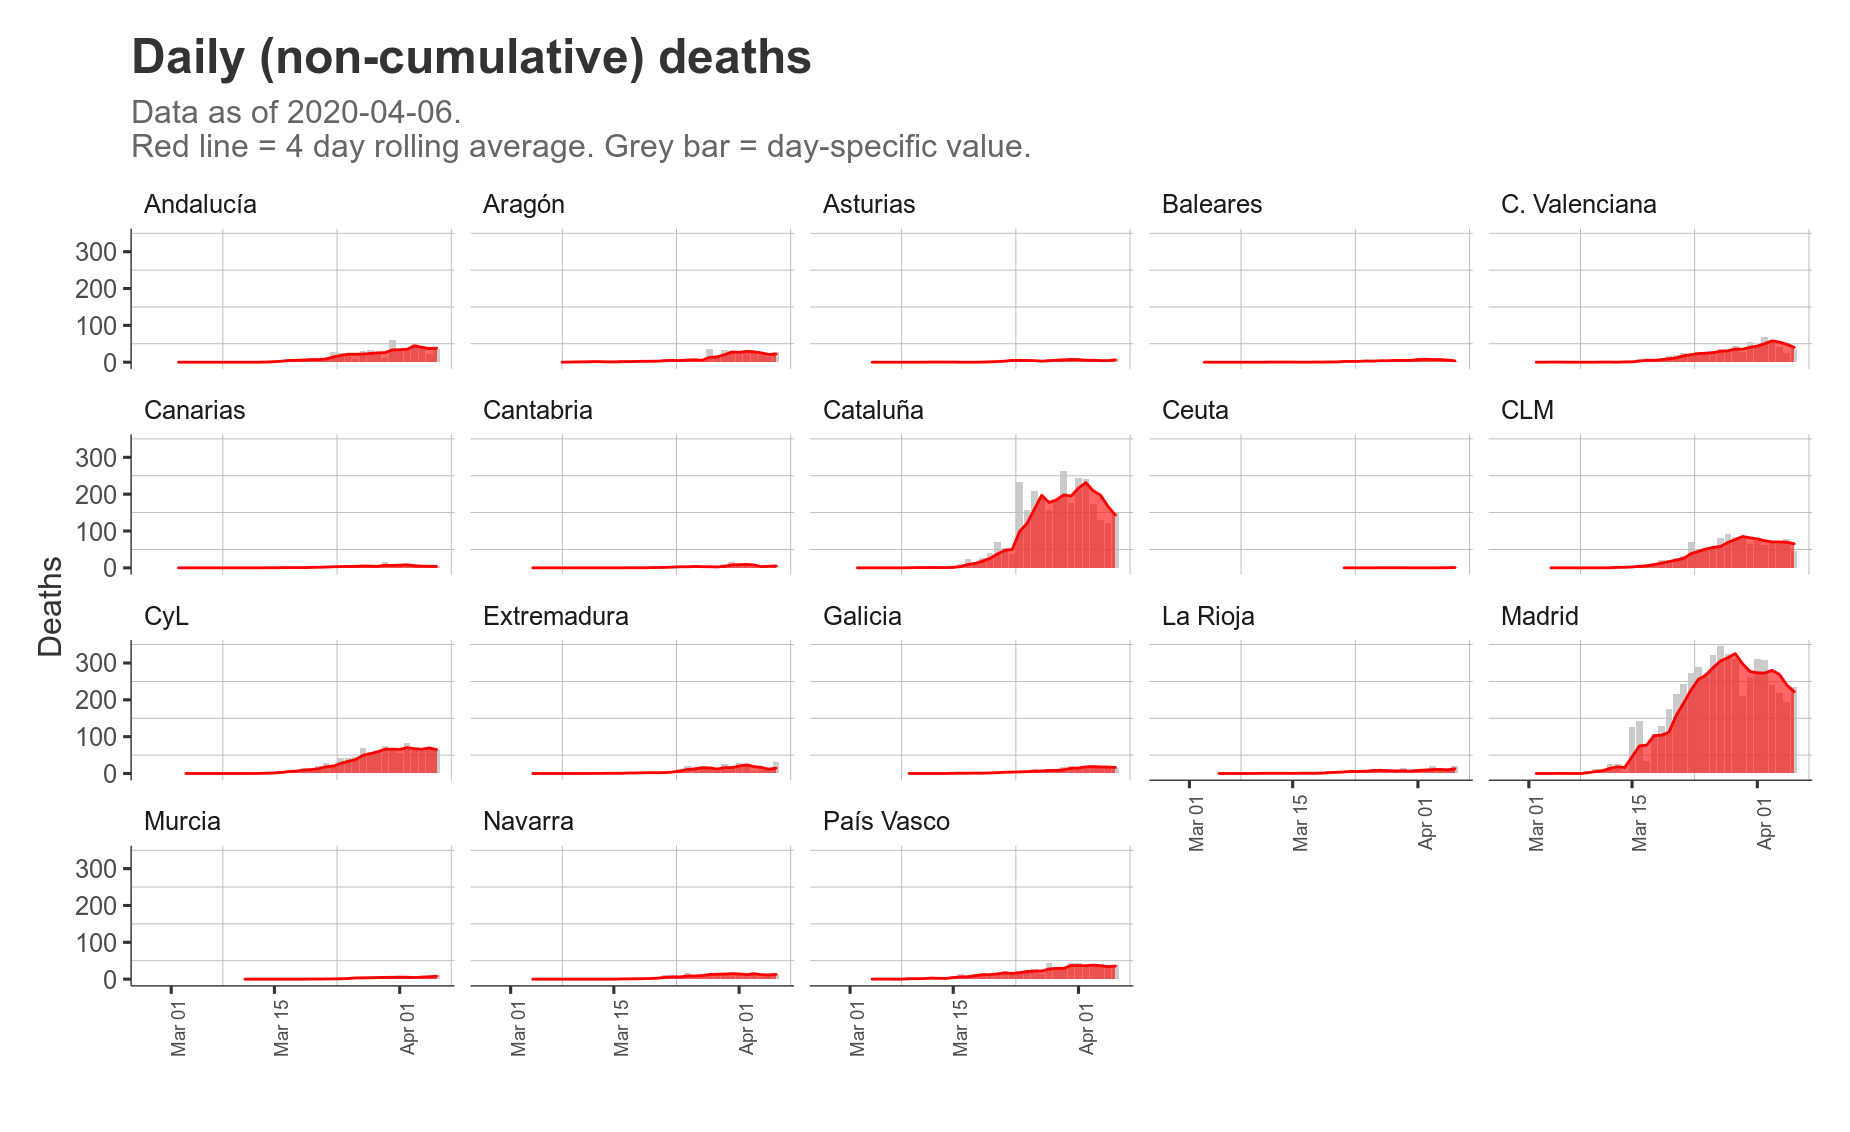 Daily (non-cumulative) deaths
Data as of 2020-04-06.
Red line = 4 day rolling average. Grey bar = day-specific value.
Andalucía
Aragón
Asturias
Baleares
C. Valenciana
300
200
100
0
Canarias
Cantabria
Cataluña
Ceuta
CLM
300
200
100
0
Deaths
CyL
Extremadura
Galicia
La Rioja
Madrid
300
200
100
0
Mar 01
Mar 15
Apr 01
Mar 01
Mar 15
Apr 01
Murcia
Navarra
País Vasco
300
200
100
0
Mar 01
Mar 15
Apr 01
Mar 01
Mar 15
Apr 01
Mar 01
Mar 15
Apr 01